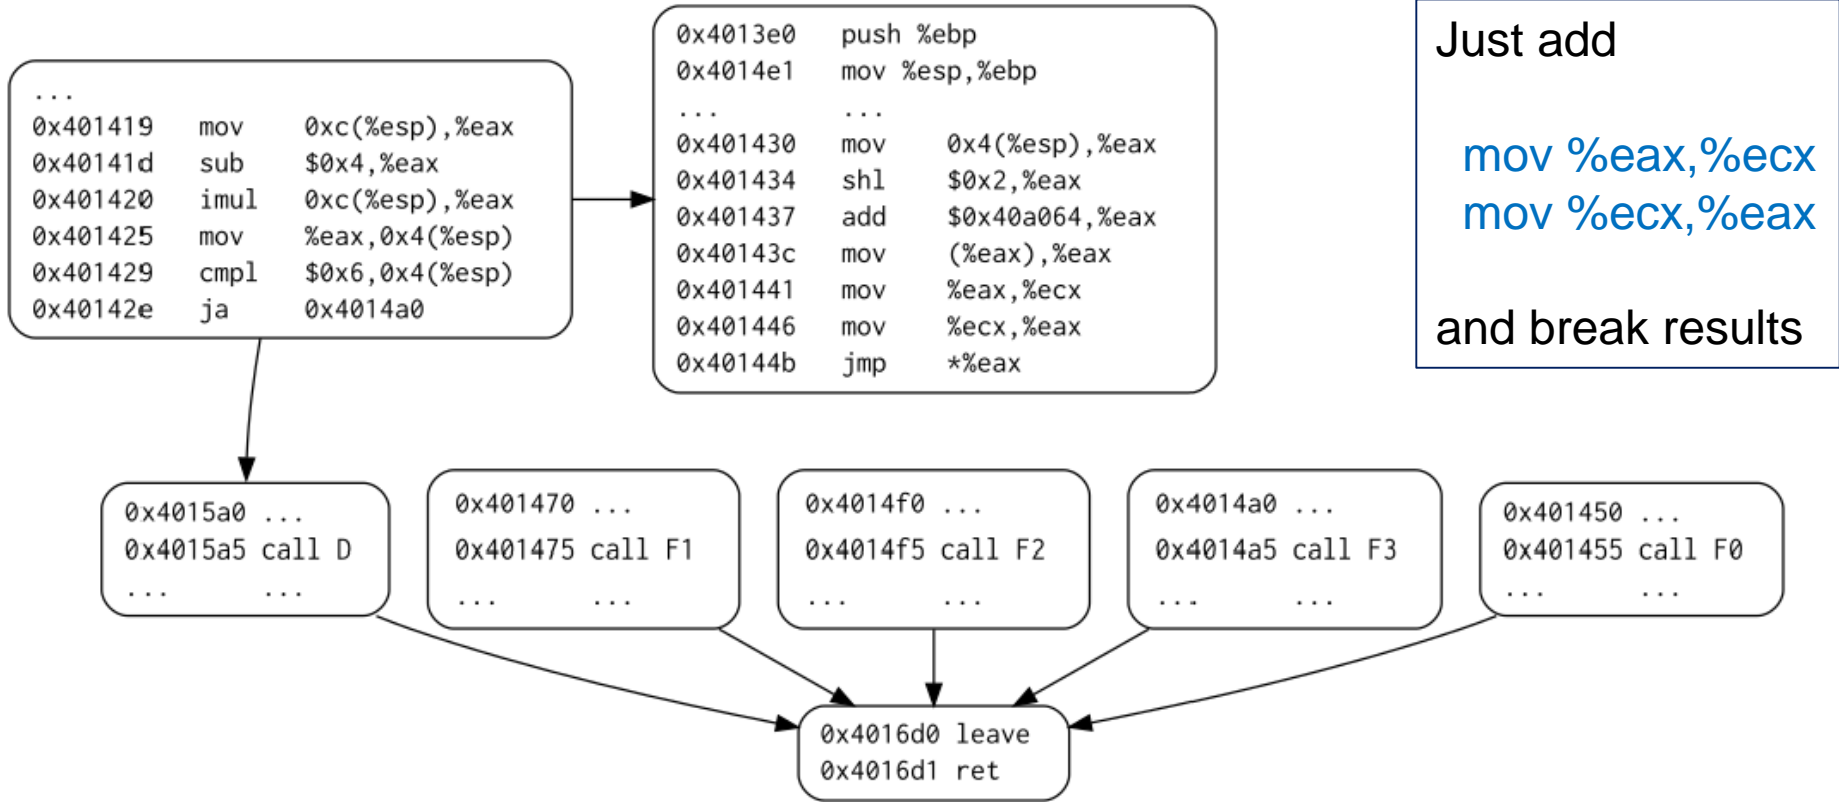 ...
0x401419 mov 0xc(%esp),%eax
0x40141d sub $0x4,%eax
0x401420 imul 0xc(%esp),%eax
0x401425 mov %eax,0x4(%esp)
0x401429 cmpl $0x6,0x4(%esp)
0x40142e ja 0x4014a0
0x4013e0 push %ebp
0x4014e1 mov %esp,%ebp
... ...
0x401430 mov 0x4(%esp),%eax
0x401434 shl $0x2,%eax
0x401437 add $0x40a064,%eax
0x40143c mov (%eax),%eax
0x401441 mov %eax,%ecx
0x401446 mov %ecx,%eax
0x40144b jmp *%eax
Just add
mov %eax,%ecx
mov %ecx,%eax
and break results
0x4015a0 ...
0x4015a5 call D
... ...
0x401470 ...
0x401475 call F1
... ...
0x4014f0 ...
0x4014f5 call F2
... ...
0x4014a0 ...
0x4014a5 call F3
... ...
0x401450 ...
0x401455 call F0
... ...
0x4016d0 leave
0x4016d1 ret